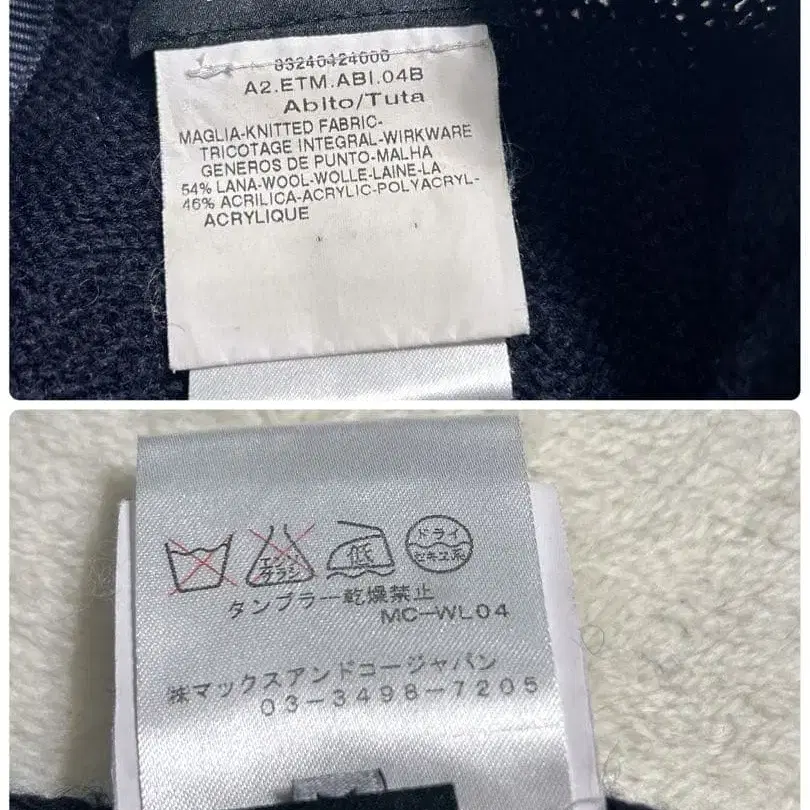 83240124000
A2.ETM.ABI.04B
Abito/Tuta
MAGLIA-KNITTED FABRIC-
TRICOTAGE INTEGRAL-WIRKWARE
GENEROS DE PUNTO-MALHA
54% LANA-WOOL-WOLLE-LAINE-LA
46% ACRILICA-ACRYLIC-POLYACRYL-
ACRYLIQUE
エンソ
サラシ
低
ドライ
セキユ系
タンブラー乾燥禁止
MC-WL04
㈱マックスアンドコージャパン
03-3498-7205